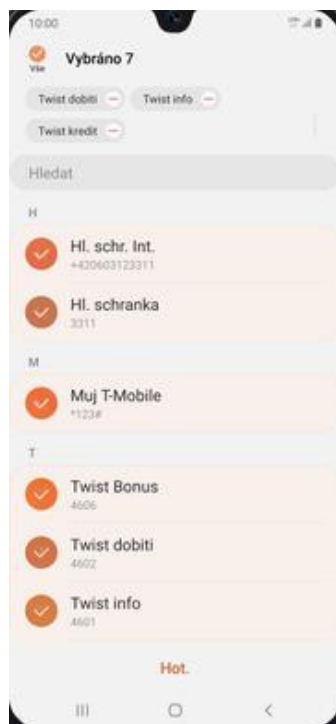 10:00
Vše
Vybráno 7
Twist dobiti
Twist info
Twist kredit
Hledat
H
Hl. schr. Int.
+420603123311
Hl. schranka
3311
M
Muj T-Mobile
*123#
T
Twist Bonus
4606
Twist dobiti
4602
Twist info
4601
Hot.